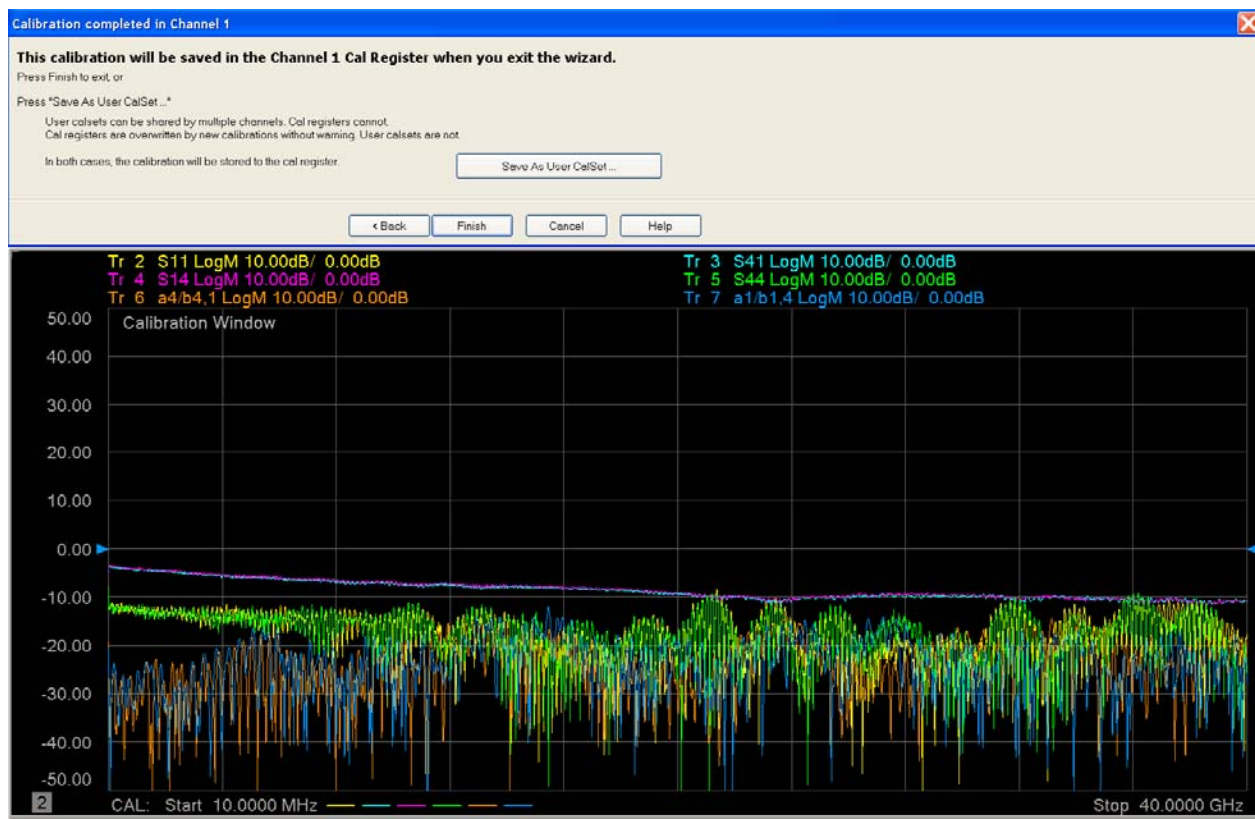 Calibration completed in Channel 1
This calibration will be saved in the Channel 1 Cal Register when you exit the wizard.
Press Finish to exit, or
Press "Save As User CalSet ..."
User calsets can be shared by multiple channels. Cal registers cannot.
Cal registers are overwritten by new calibrations without warning. User calsets are not.
In both cases, the calibration will be stored to the cal register.
Save As User CalSet ...
< Back
Finish
Cancel
Help
Tr 2 S11 LogM 10.00dB/ 0.00dB
Tr 3 S41 LogM 10.00dB/ 0.00dB
Tr 4 S14 LogM 10.00dB/ 0.00dB
Tr 5 S44 LogM 10.00dB/ 0.00dB
Tr 6 a4/b4,1 LogM 10.00dB/ 0.00dB
Tr 7 a1/b1,4 LogM 10.00dB/ 0.00dB
50.00
Calibration Window
40.00
30.00
20.00
10.00
0.00
-10.00
-20.00
-30.00
-40.00
-50.00
2
CAL: Start 10.0000 MHz
Stop 40.0000 GHz